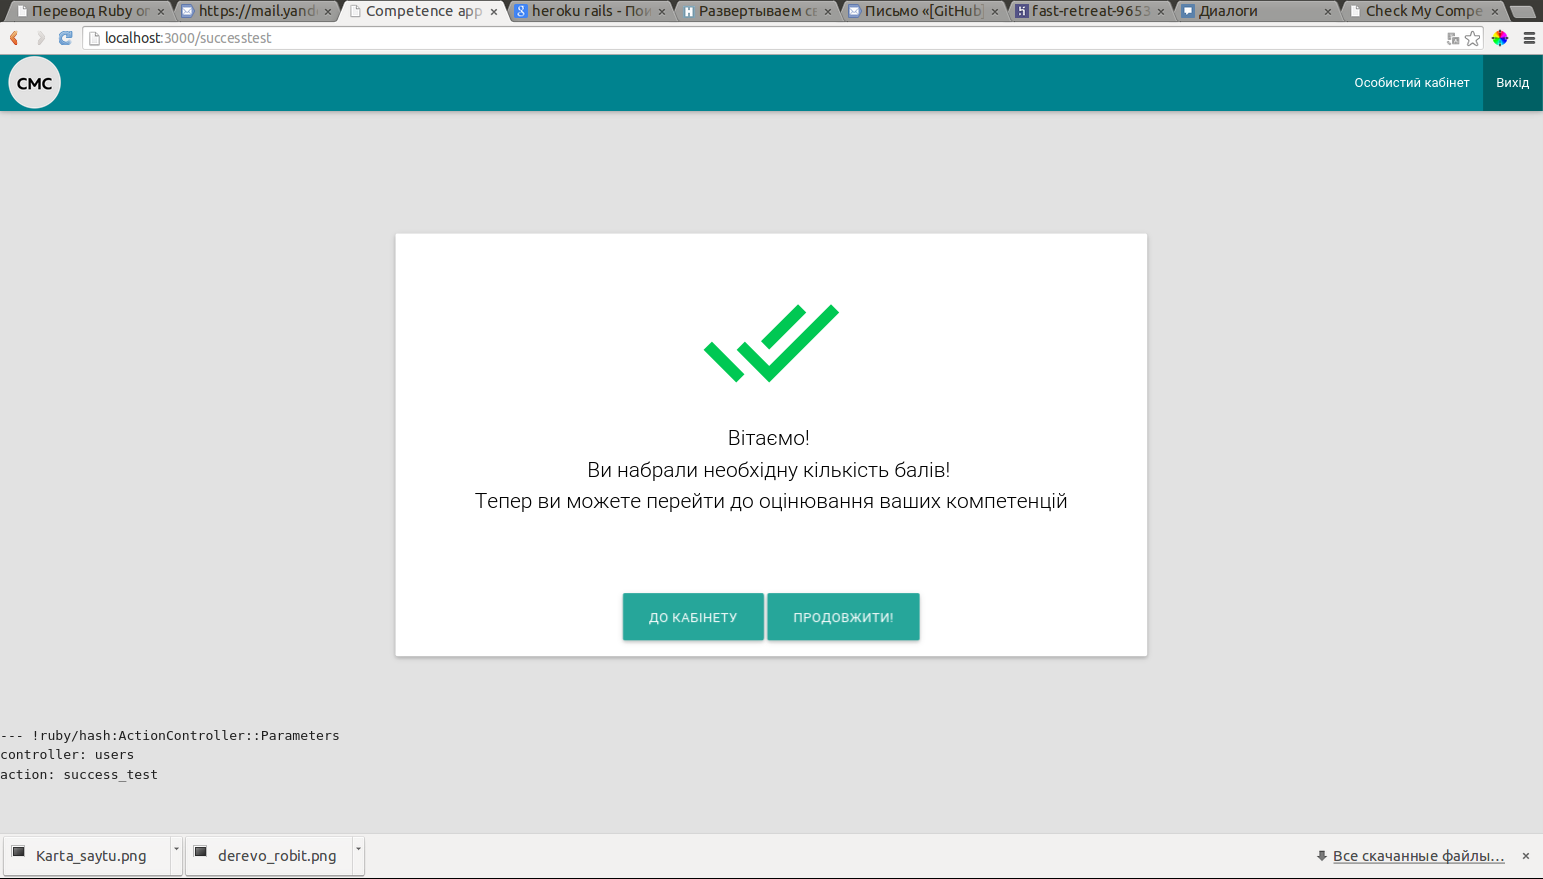 Перевод Ruby on
https://mail.yand
Competence app
heroku rails - Пои
Развертываем св
Письмо «[GitHub]
fast-retreat-9653
Диалоги
Check My Compe
localhost:3000/successtest
CMC
Особистий кабінет
Вихід
Вітаємо!
Ви набрали необхідну кількість балів!
Тепер ви можете перейти до оцінювання ваших компетенцій
ДО КАБІНЕТУ
ПРОДОВЖИТИ!
--- !ruby/hash:ActionController::Parameters
controller: users
action: success_test
Karta_saytu.png
derevo_robit.png
Все скачанные файлы...